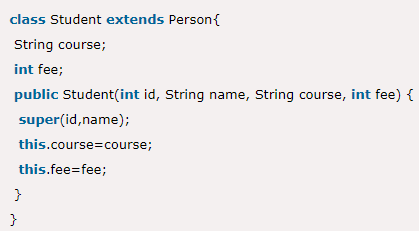 class Student extends Person{
String course;
int fee;
public Student(int id, String name, String course, int fee) {
super(id,name);
this.course=course;
this.fee=fee;
}
}